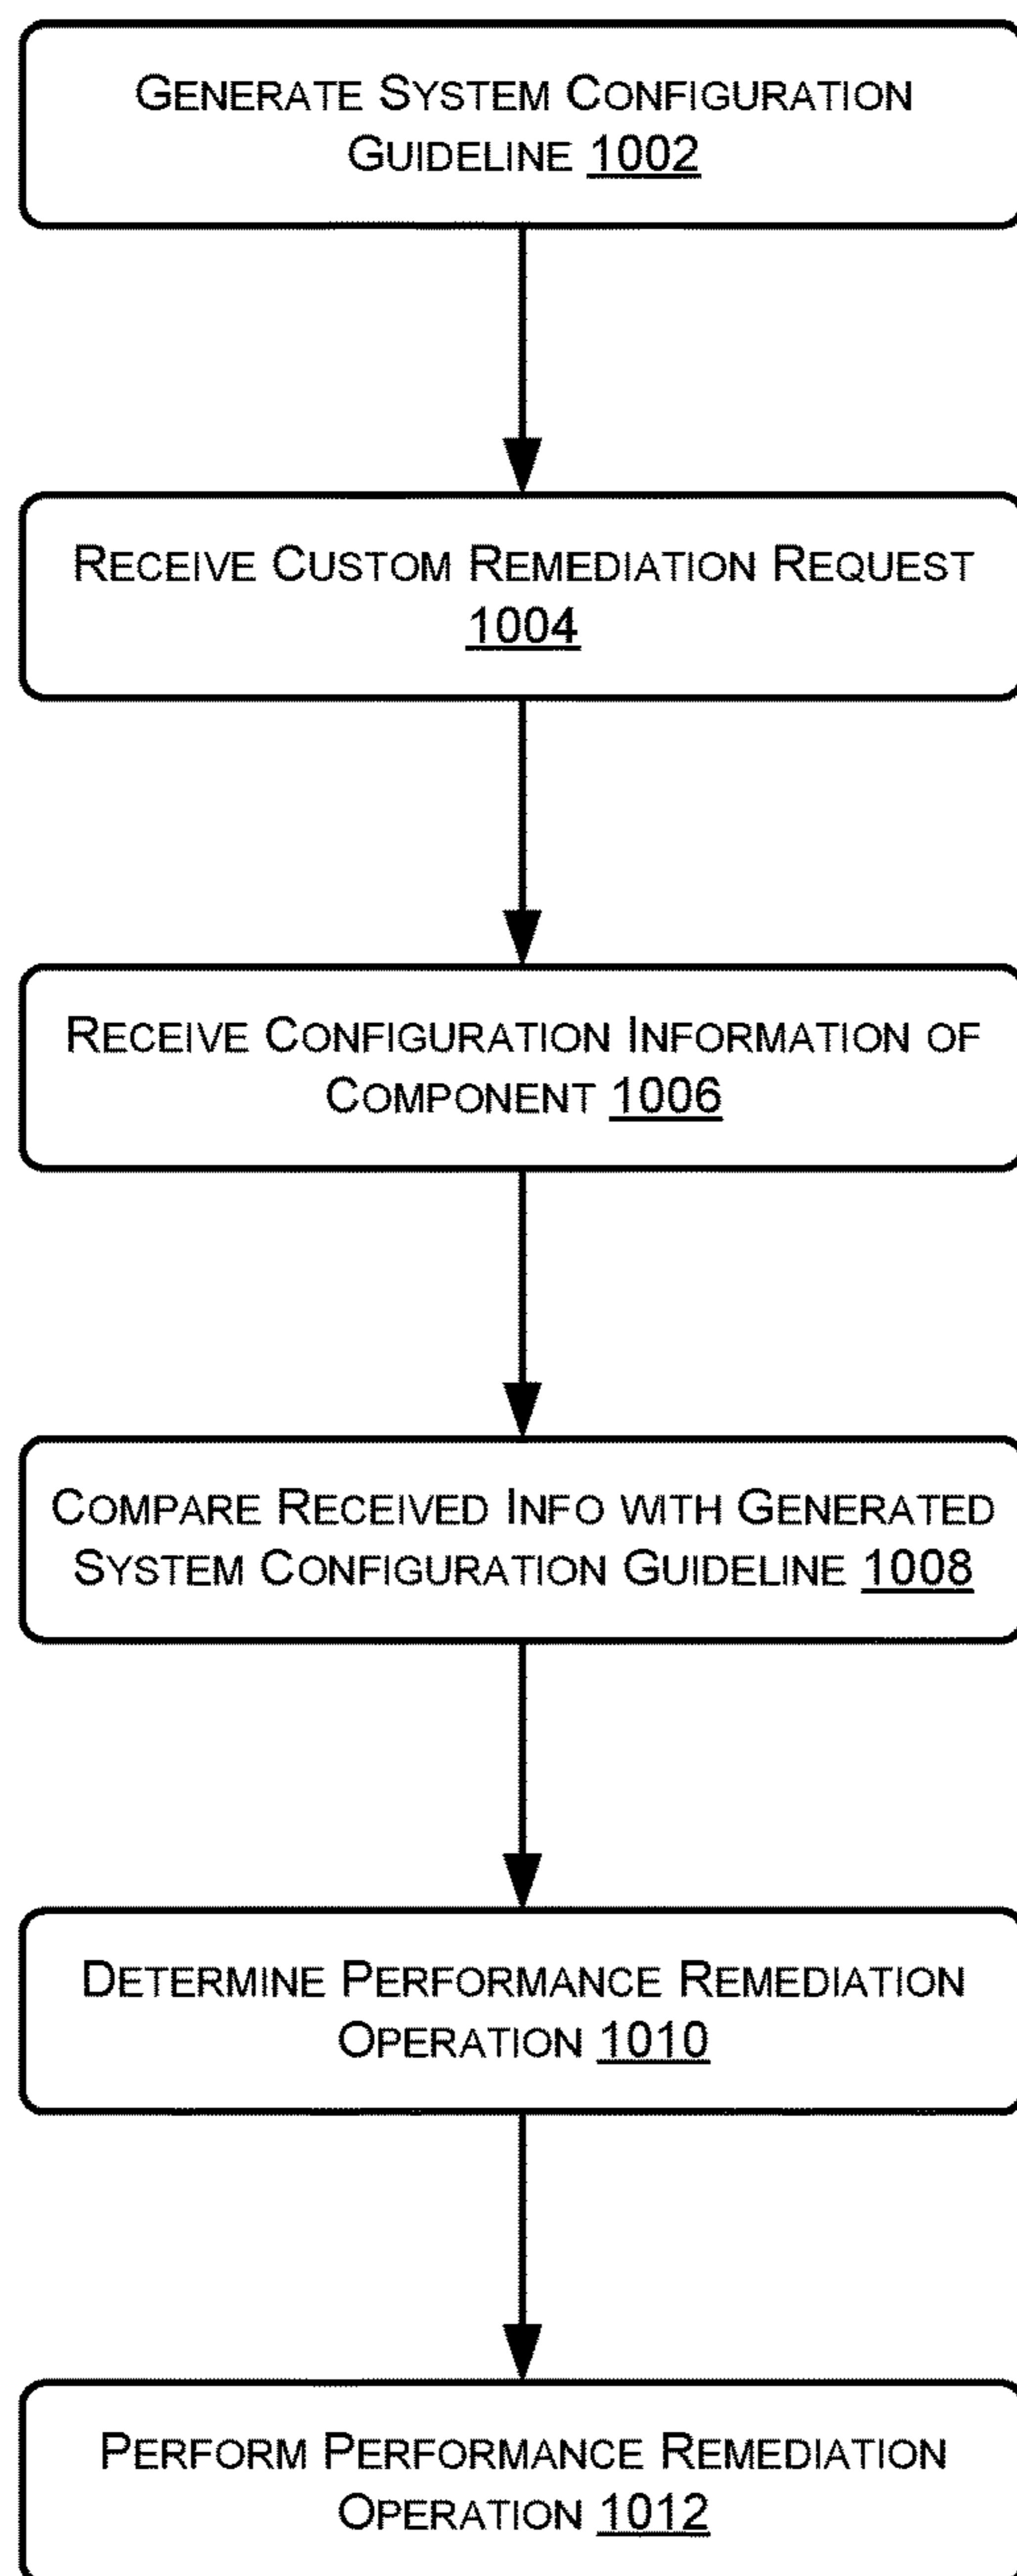 GENERATE SYSTEM CONFIGURATION
GUIDELINE 1002
RECEIVE CUSTOM REMEDIATION REQUEST
1004
RECEIVE CONFIGURATION INFORMATION OF
COMPONENT 1006
COMPARE RECEIVED INFO WITH GENERATED
SYSTEM CONFIGURATION GUIDELINE 1008
DETERMINE PERFORMANCE REMEDIATION
OPERATION 1010
PERFORM PERFORMANCE REMEDIATION
OPERATION 1012